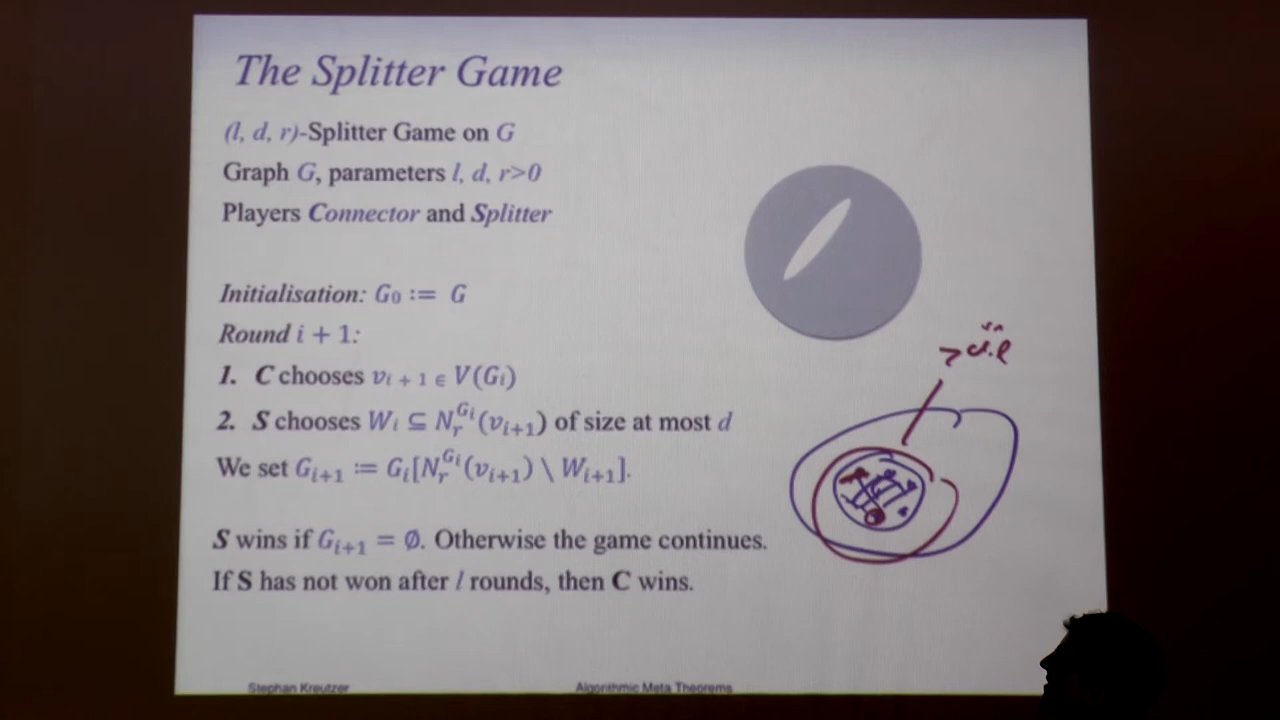 The Splitter Game
(l, d, r)-Splitter Game on G
Graph G, parameters l, d, r>0
Players Connector and Splitter
Initialisation: G₀ := G
Round i + 1:
1. C chooses vᵢ₊₁ ∈ V(Gᵢ)
2. S chooses Wᵢ ⊆ N_r^{Gᵢ}(vᵢ₊₁) of size at most d
We set Gᵢ₊₁ := Gᵢ[N_r^{Gᵢ}(vᵢ₊₁) \ Wᵢ₊₁].
S wins if Gᵢ₊₁ = ∅. Otherwise the game continues.
If S has not won after l rounds, then C wins.
> d·l
Stephan Kreutzer
Algorithmic Meta Theorems